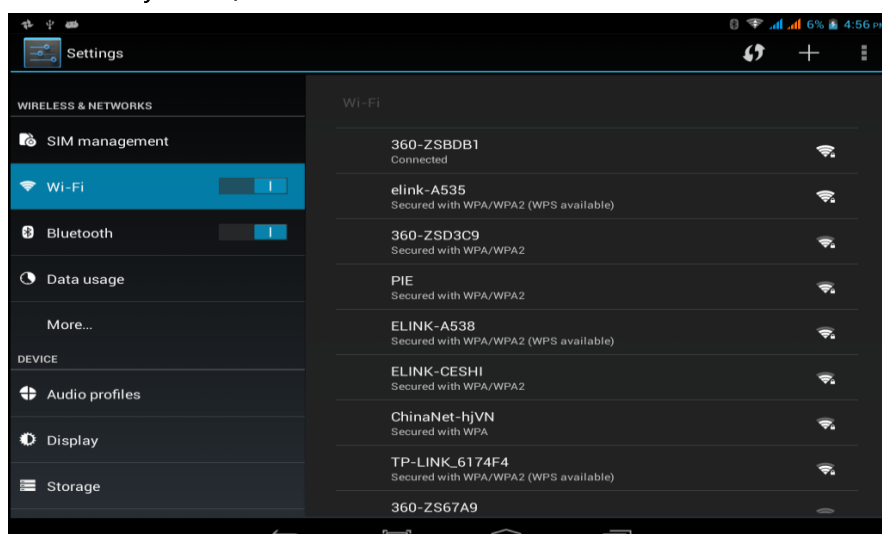 6% 4:56 PM
Settings
WIRELESS & NETWORKS
SIM management
Wi-Fi
Bluetooth
Data usage
More...
DEVICE
Audio profiles
Display
Storage
Wi-Fi
360-ZSBDB1
Connected
elink-A535
Secured with WPA/WPA2 (WPS available)
360-ZSD3C9
Secured with WPA/WPA2
PIE
Secured with WPA/WPA2
ELINK-A538
Secured with WPA/WPA2 (WPS available)
ELINK-CESHI
Secured with WPA/WPA2
ChinaNet-hjVN
Secured with WPA
TP-LINK_6174F4
Secured with WPA/WPA2 (WPS available)
360-ZS67A9